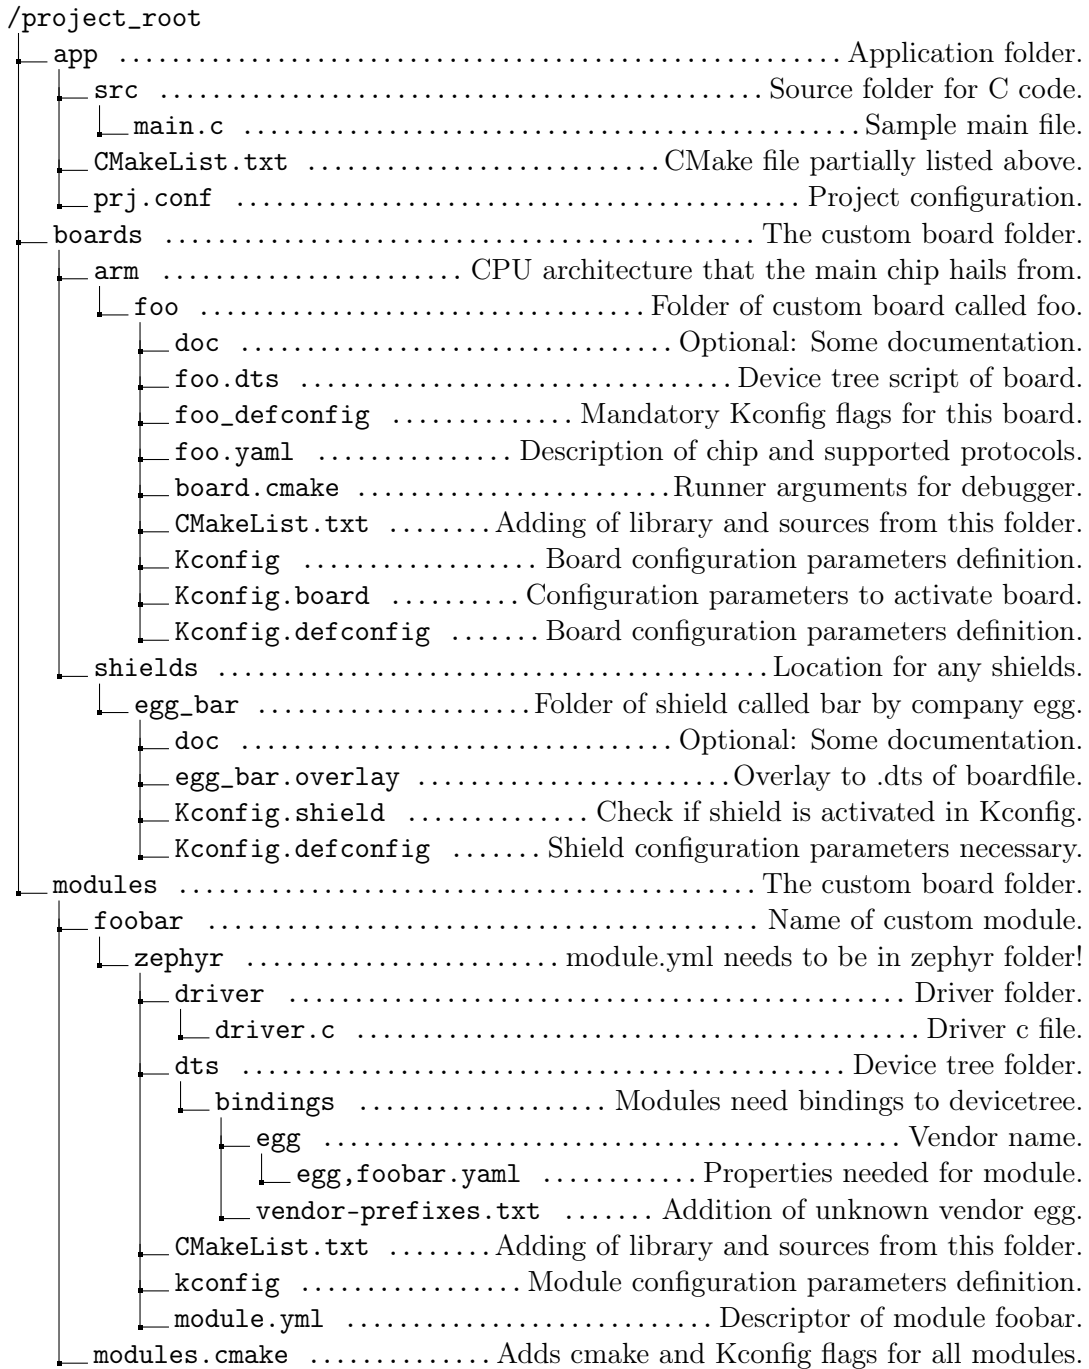 /project_root
app ........ Application folder.
src ........ Source folder for C code.
main.c ........ Sample main file.
CMakeList.txt ........ CMake file partially listed above.
prj.conf ........ Project configuration.
boards ........ The custom board folder.
arm ........ CPU architecture that the main chip hails from.
foo ........ Folder of custom board called foo.
doc ........ Optional: Some documentation.
foo.dts ........ Device tree script of board.
foo_defconfig ........ Mandatory Kconfig flags for this board.
foo.yaml ........ Description of chip and supported protocols.
board.cmake ........ Runner arguments for debugger.
CMakeList.txt ........ Adding of library and sources from this folder.
Kconfig ........ Board configuration parameters definition.
Kconfig.board ........ Configuration parameters to activate board.
Kconfig.defconfig ........ Board configuration parameters definition.
shields ........ Location for any shields.
egg_bar ........ Folder of shield called bar by company egg.
doc ........ Optional: Some documentation.
egg_bar.overlay ........ Overlay to .dts of boardfile.
Kconfig.shield ........ Check if shield is activated in Kconfig.
Kconfig.defconfig ........ Shield configuration parameters necessary.
modules ........ The custom board folder.
foobar ........ Name of custom module.
zephyr ........ module.yml needs to be in zephyr folder!
driver ........ Driver folder.
driver.c ........ Driver c file.
dts ........ Device tree folder.
bindings ........ Modules need bindings to devicetree.
egg ........ Vendor name.
egg,foobar.yaml ........ Properties needed for module.
vendor-prefixes.txt ........ Addition of unknown vendor egg.
CMakeList.txt ........ Adding of library and sources from this folder.
kconfig ........ Module configuration parameters definition.
module.yml ........ Descriptor of module foobar.
modules.cmake ........ Adds cmake and Kconfig flags for all modules.